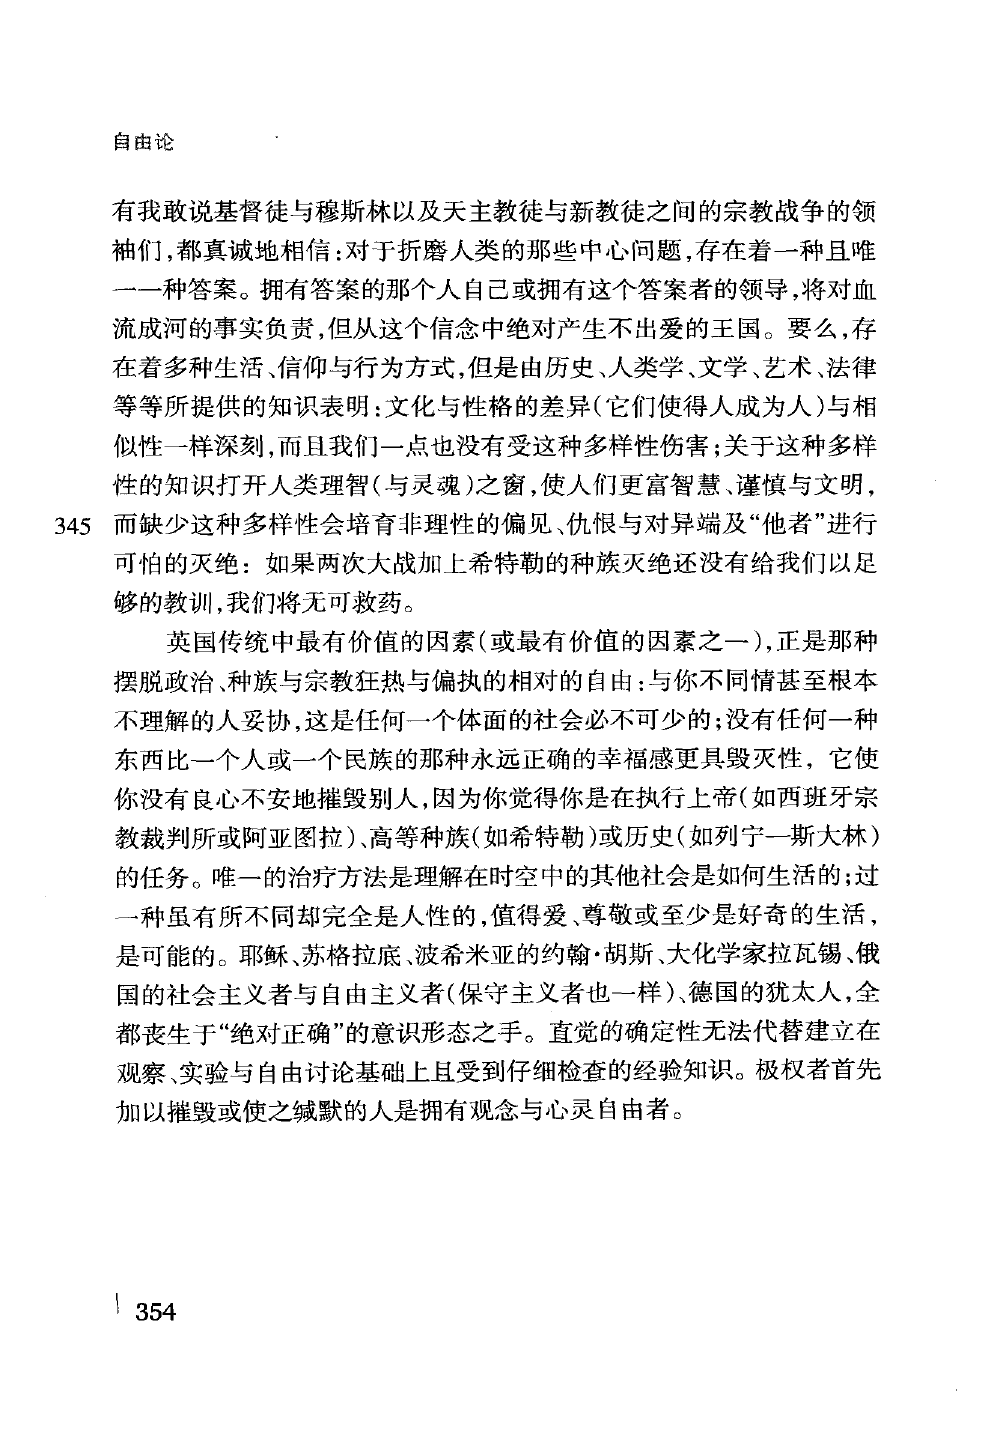 自由论
有我敢说基督徒与穆斯林以及天主教徒与新教徒之间的宗教战争的领
袖们,都真诚地相信:对于折磨人类的那些中心问题,存在着一种且唯
一一种答案。拥有答案的那个人自己或拥有这个答案者的领导,将对血
流成河的事实负责,但从这个信念中绝对产生不出爱的王国。要么,存
在着多种生活、信仰与行为方式,但是由历史、人类学、文学、艺术、法律
等等所提供的知识表明:文化与性格的差异(它们使得人成为人)与相
似性一样深刻,而且我们一点也没有受这种多样性伤害;关于这种多样
性的知识打开人类理智(与灵魂)之窗,使人们更富智慧、谨慎与文明,
345 而缺少这种多样性会培育非理性的偏见、仇恨与对异端及“他者”进行
可怕的灭绝: 如果两次大战加上希特勒的种族灭绝还没有给我们以足
够的教训,我们将无可救药。
英国传统中最有价值的因素(或最有价值的因素之一),正是那种
摆脱政治、种族与宗教狂热与偏执的相对的自由:与你不同情甚至根本
不理解的人妥协,这是任何一个体面的社会必不可少的;没有任何一种
东西比一个人或一个民族的那种永远正确的幸福感更具毁灭性, 它使
你没有良心不安地摧毁别人,因为你觉得你是在执行上帝(如西班牙宗
教裁判所或阿亚图拉)、高等种族(如希特勒)或历史(如列宁—斯大林)
的任务。唯一的治疗方法是理解在时空中的其他社会是如何生活的;过
一种虽有所不同却完全是人性的,值得爱、尊敬或至少是好奇的生活,
是可能的。耶稣、苏格拉底、波希米亚的约翰·胡斯、大化学家拉瓦锡、俄
国的社会主义者与自由主义者(保守主义者也一样)、德国的犹太人,全
都丧生于“绝对正确”的意识形态之手。直觉的确定性无法代替建立在
观察、实验与自由讨论基础上且受到仔细检查的经验知识。极权者首先
加以摧毁或使之缄默的人是拥有观念与心灵自由者。
354